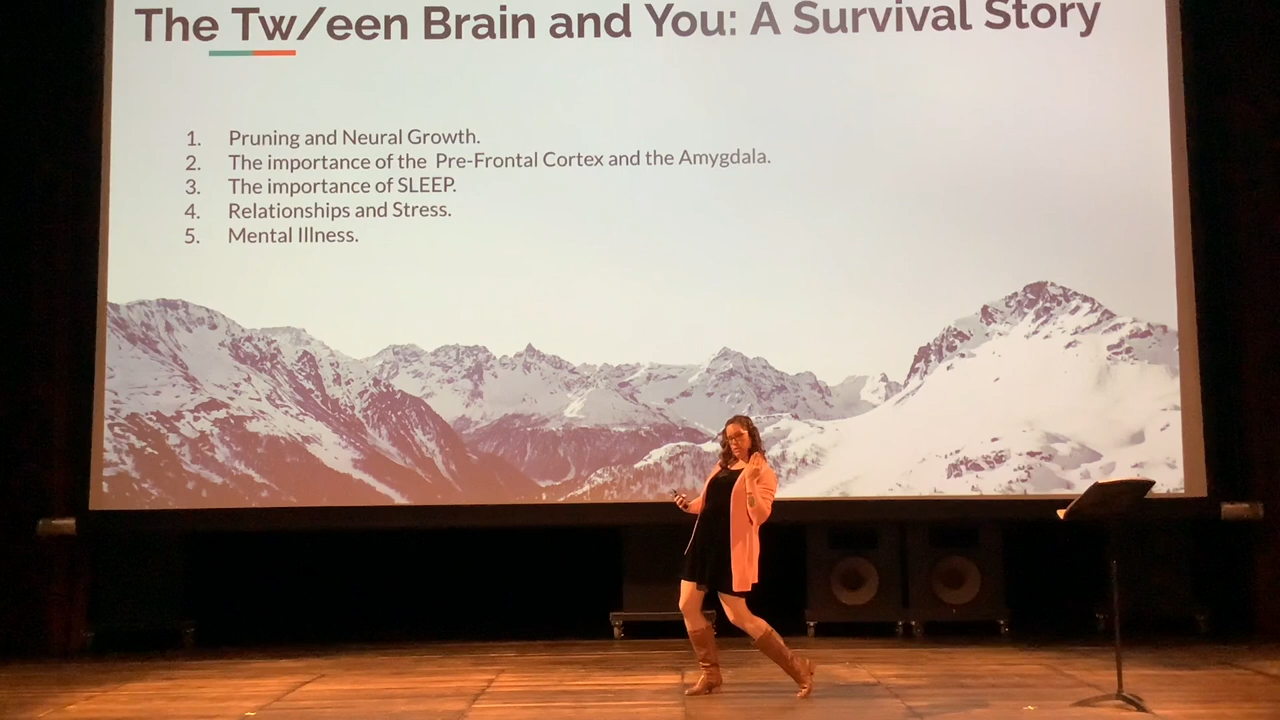 The Tw/een Brain and You: A Survival Story
1. Pruning and Neural Growth.
2. The importance of the Pre-Frontal Cortex and the Amygdala.
3. The importance of SLEEP.
4. Relationships and Stress.
5. Mental Illness.